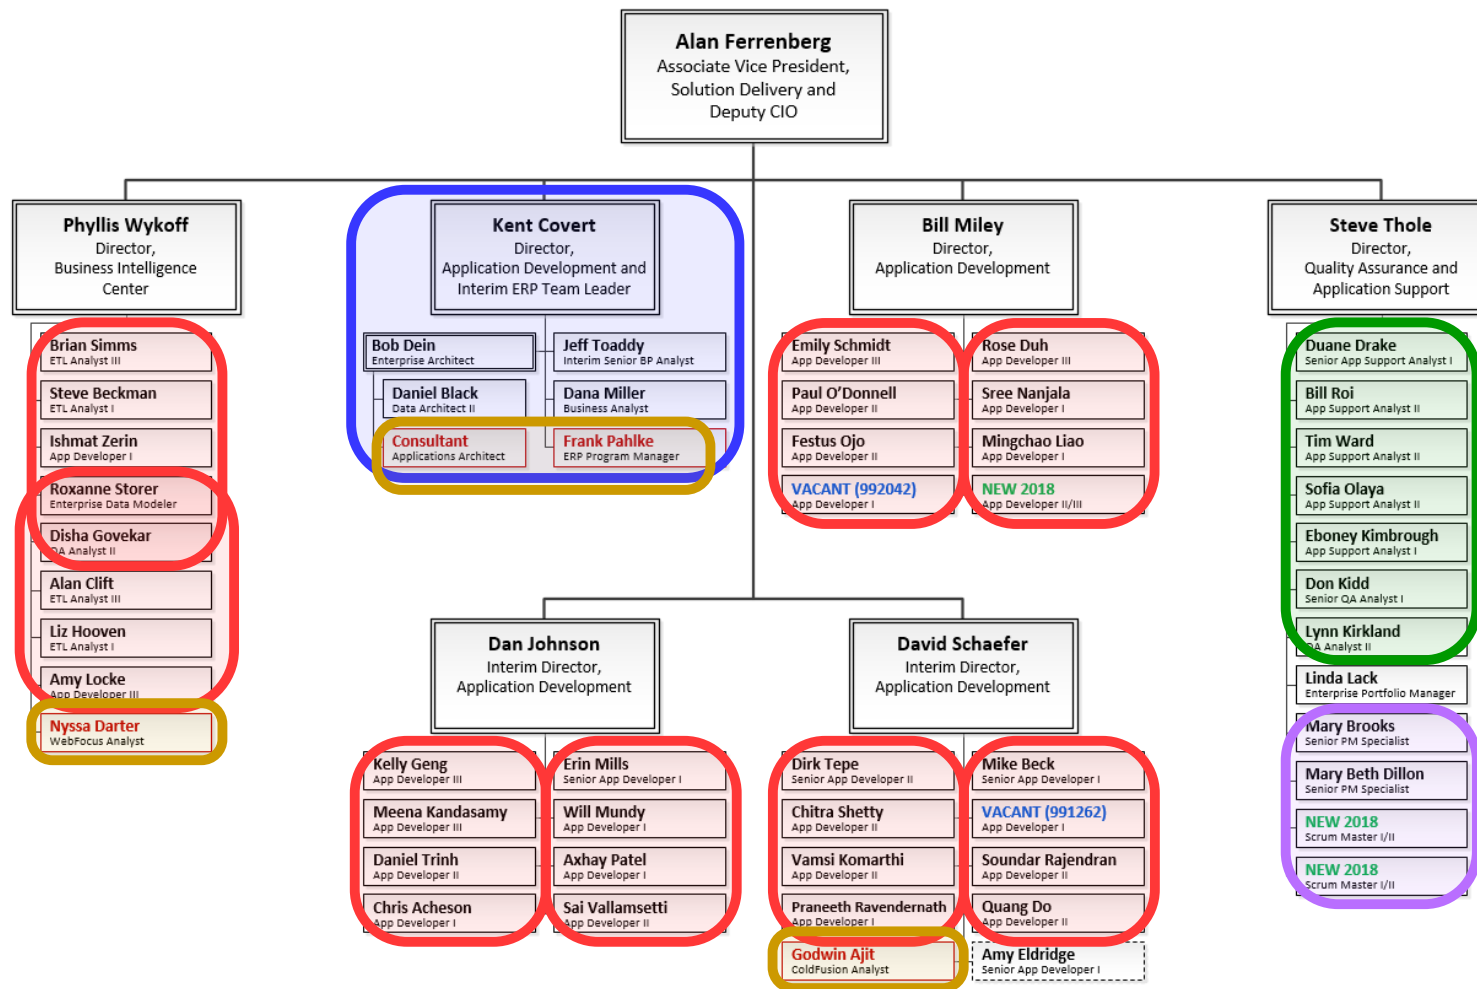 Alan Ferrenberg
Associate Vice President,
Solution Delivery and
Deputy CIO
Phyllis Wykoff
Director,
Business Intelligence
Center
Brian Simms
ETL Analyst III
Steve Beckman
ETL Analyst I
Ishmat Zerin
App Developer I
Roxanne Storer
Enterprise Data Modeler
Disha Govekar
QA Analyst II
Alan Clift
ETL Analyst III
Liz Hooven
ETL Analyst I
Amy Locke
App Developer III
Nyssa Darter
WebFocus Analyst
Kent Covert
Director,
Application Development and
Interim ERP Team Leader
Bob Dein
Enterprise Architect
Daniel Black
Data Architect II
Consultant
Applications Architect
Jeff Toaddy
Interim Senior BP Analyst
Dana Miller
Business Analyst
Frank Pahlke
ERP Program Manager
Bill Miley
Director,
Application Development
Emily Schmidt
App Developer III
Paul O’Donnell
App Developer II
Festus Ojo
App Developer II
VACANT (992042)
App Developer I
Rose Duh
App Developer III
Sree Nanjala
App Developer I
Mingchao Liao
App Developer I
NEW 2018
App Developer II/III
Steve Thole
Director,
Quality Assurance and
Application Support
Duane Drake
Senior App Support Analyst I
Bill Roi
App Support Analyst II
Tim Ward
App Support Analyst II
Sofia Olaya
App Support Analyst II
Eboney Kimbrough
App Support Analyst I
Don Kidd
Senior QA Analyst I
Lynn Kirkland
QA Analyst II
Linda Lack
Enterprise Portfolio Manager
Mary Brooks
Senior PM Specialist
Mary Beth Dillon
Senior PM Specialist
NEW 2018
Scrum Master I/II
NEW 2018
Scrum Master I/II
Dan Johnson
Interim Director,
Application Development
Kelly Geng
App Developer III
Meena Kandasamy
App Developer III
Daniel Trinh
App Developer II
Chris Acheson
App Developer I
Erin Mills
Senior App Developer I
Will Mundy
App Developer I
Axhay Patel
App Developer I
Sai Vallamsetti
App Developer II
David Schaefer
Interim Director,
Application Development
Dirk Tepe
Senior App Developer II
Chitra Shetty
App Developer II
Vamsi Komarthi
App Developer II
Praneeth Ravendernath
App Developer I
Godwin Ajit
ColdFusion Analyst
Mike Beck
Senior App Developer I
VACANT (991262)
App Developer I
Soundar Rajendran
App Developer II
Quang Do
App Developer II
Amy Eldridge
Senior App Developer I